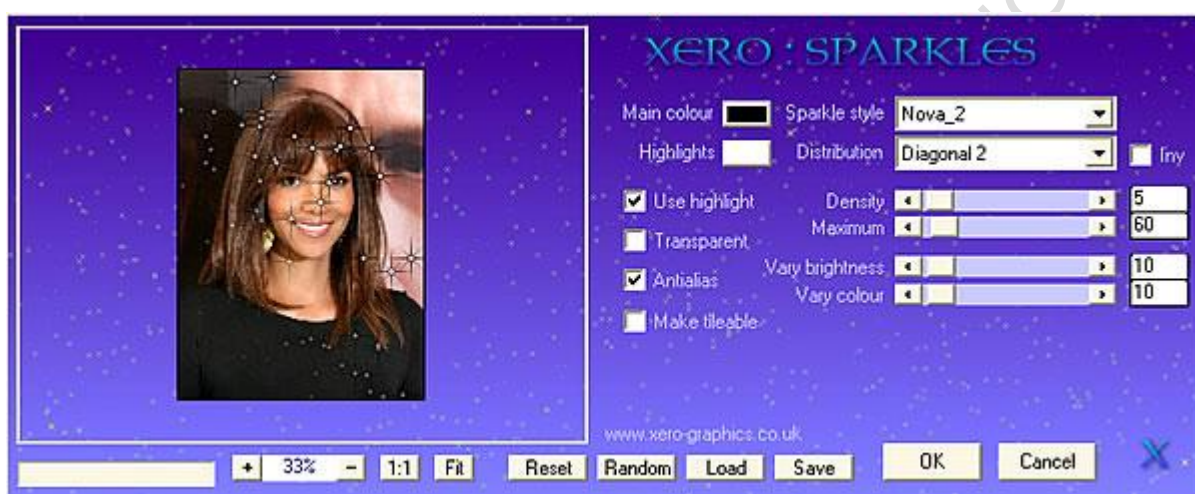 XERO : SPARKLES
Main colour Sparkle style Nova_2
Highlights Distribution Diagonal 2 Iny
Use highlight Density 5
Transparent Maximum 60
Antialias Vary brightness 10
Vary colour 10
Make tileable
www.xero-graphics.co.uk
+ 33% - 1:1 Fit Reset Random Load Save OK Cancel
X